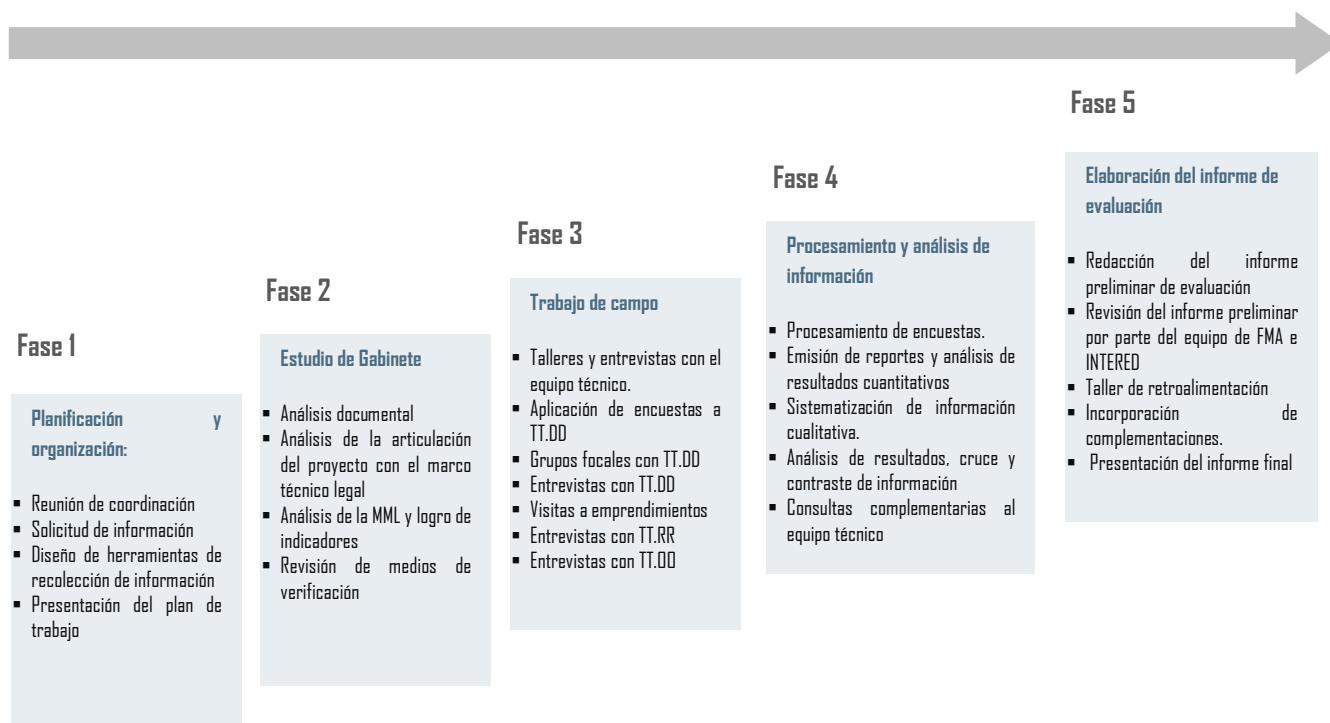 Fase 1
Planificación y
organización:
▪ Reunión de coordinación
▪ Solicitud de información
▪ Diseño de herramientas de
recolección de información
▪ Presentación del plan de
trabajo
Fase 2
Estudio de Gabinete
▪ Análisis documental
▪ Análisis de la articulación
del proyecto con el marco
técnico legal
▪ Análisis de la MML y logro de
indicadores
▪ Revisión de medios de
verificación
Fase 3
Trabajo de campo
▪ Talleres y entrevistas con el
equipo técnico.
▪ Aplicación de encuestas a
TT.DD
▪ Grupos focales con TT.DD
▪ Entrevistas con TT.DD
▪ Visitas a emprendimientos
▪ Entrevistas con TT.RR
▪ Entrevistas con TT.OO
Fase 4
Procesamiento y análisis de
información
▪ Procesamiento de encuestas.
▪ Emisión de reportes y análisis de
resultados cuantitativos
▪ Sistematización de información
cualitativa.
▪ Análisis de resultados, cruce y
contraste de información
▪ Consultas complementarias al
equipo técnico
Fase 5
Elaboración del informe de
evaluación
▪ Redacción del informe
preliminar de evaluación
▪ Revisión del informe preliminar
por parte del equipo de FMA e
INTERED
▪ Taller de retroalimentación
▪ Incorporación de
complementaciones.
▪ Presentación del informe final